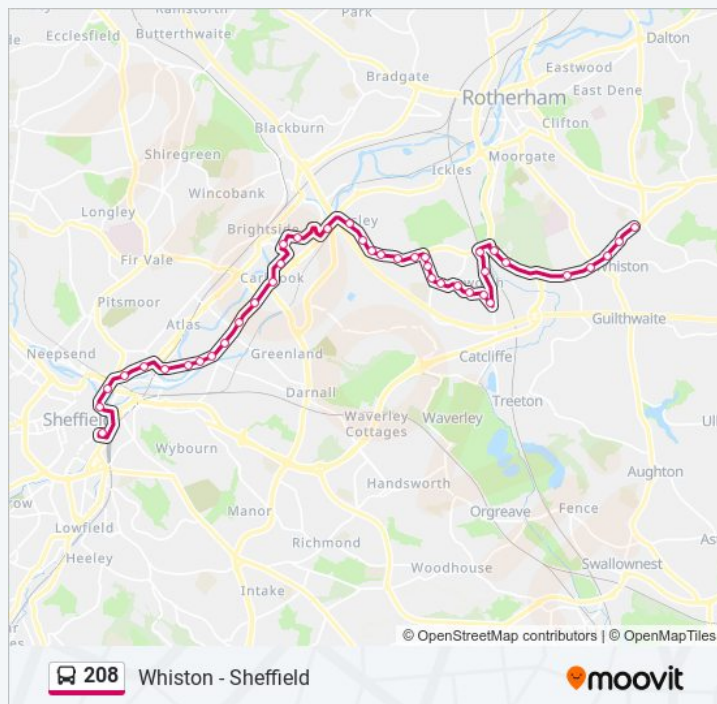 Ecclesfield
Butterthwaite
Park
Dalton
Bradgate
Eastwood
East Dene
Rotherham
Clifton
Blackburn
Moorgate
Shiregreen
Ickles
Wincobank
Longley
Brightside
Fir Vale
Whiston
Pitsmoor
Atlas
Guilthwaite
Neepsend
Greenland
Catcliffe
Darnall
Treeton
Sheffield
Waverley
Cottages
Waverley
Wybourn
Aughton
Handsworth
Manor
Orgreave
Fence
Lowfield
Richmond
Heeley
Woodhouse
Swallownest
Intake
© OpenStreetMap contributors | © OpenMapTiles
208 Whiston - Sheffield
moovit